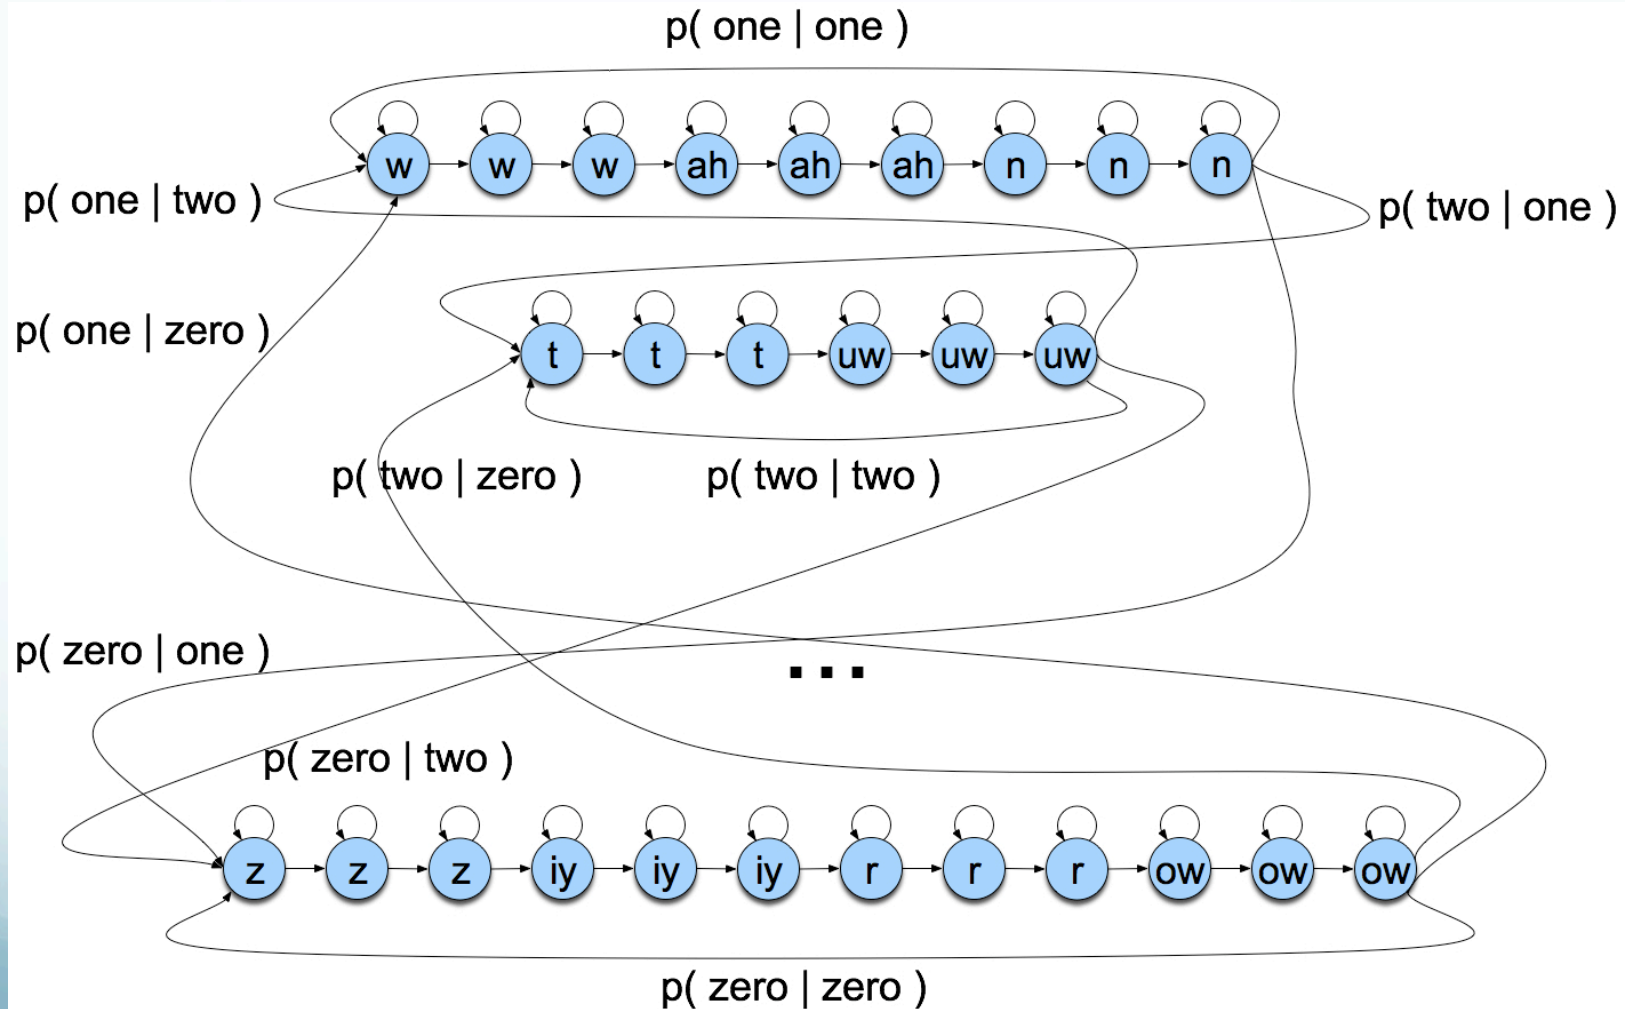 p( one | one )
w w w ah ah ah n n n
p( one | two )
p( two | one )
p( one | zero )
t t t uw uw uw
p( two | zero )
p( two | two )
p( zero | one )
...
p( zero | two )
z z z iy iy iy r r r ow ow ow
p( zero | zero )